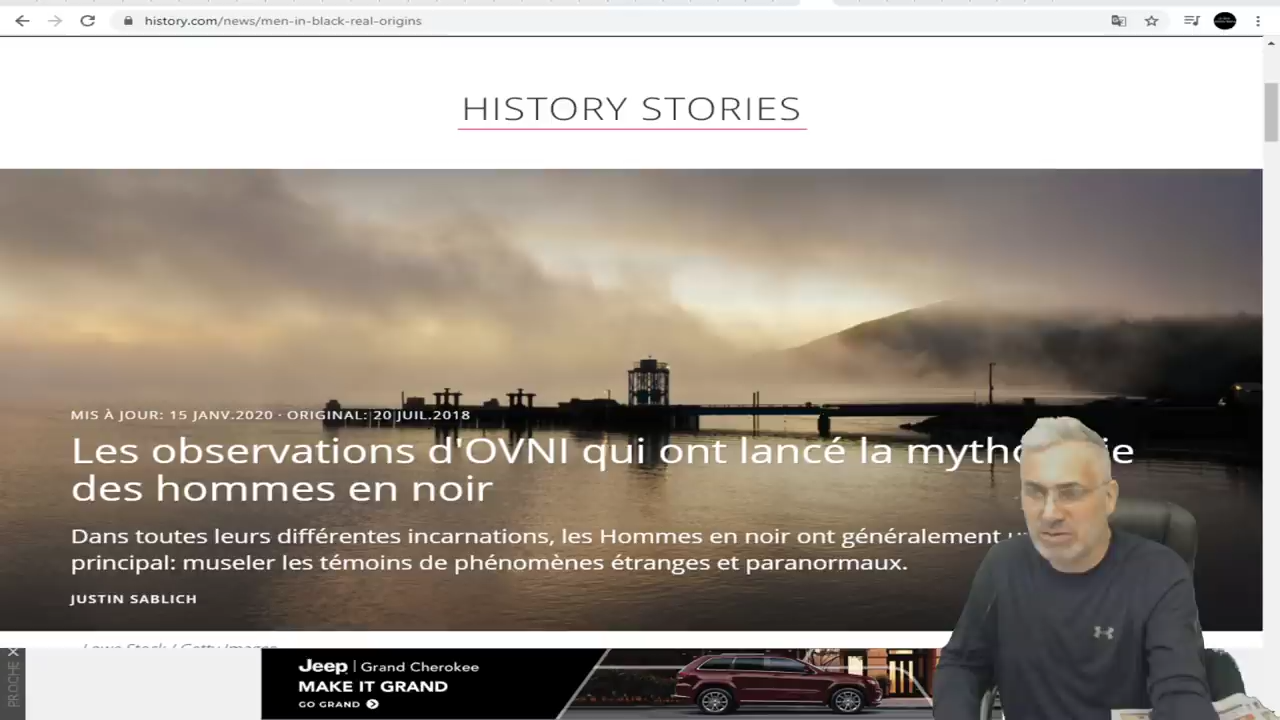 history.com/news/men-in-black-real-origins
HISTORY STORIES
MIS À JOUR: 15 JANV.2020 · ORIGINAL: 20 JUIL.2018
Les observations d'OVNI qui ont lancé la
des hommes en noir
Dans toutes leurs différentes incarnations, les Hommes en noir ont généralement
principal: museler les témoins de phénomènes étranges et paranormaux.
JUSTIN SABLICH
PROCHE X
Jeep | Grand Cherokee
MAKE IT GRAND
GO GRAND